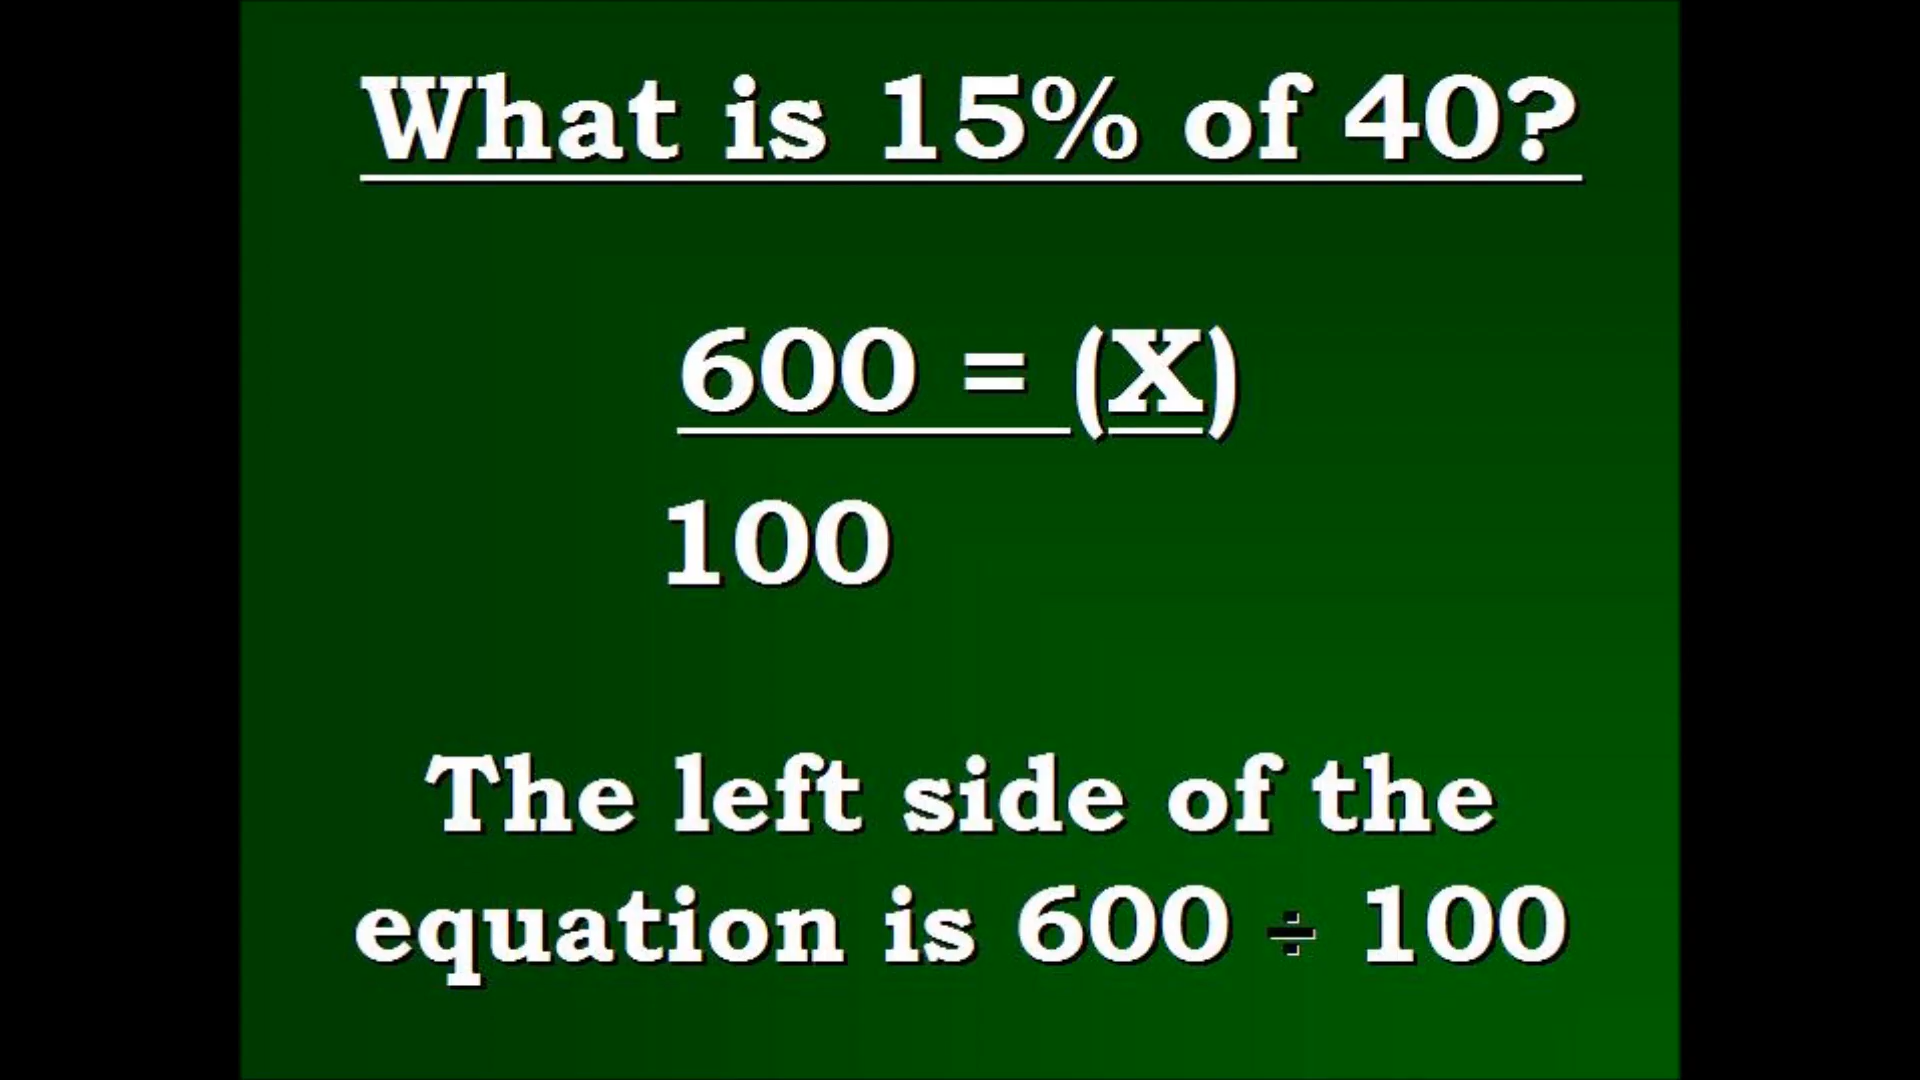 What is 15% of 40?
600 = (X)
100
The left side of the
equation is 600 ÷ 100